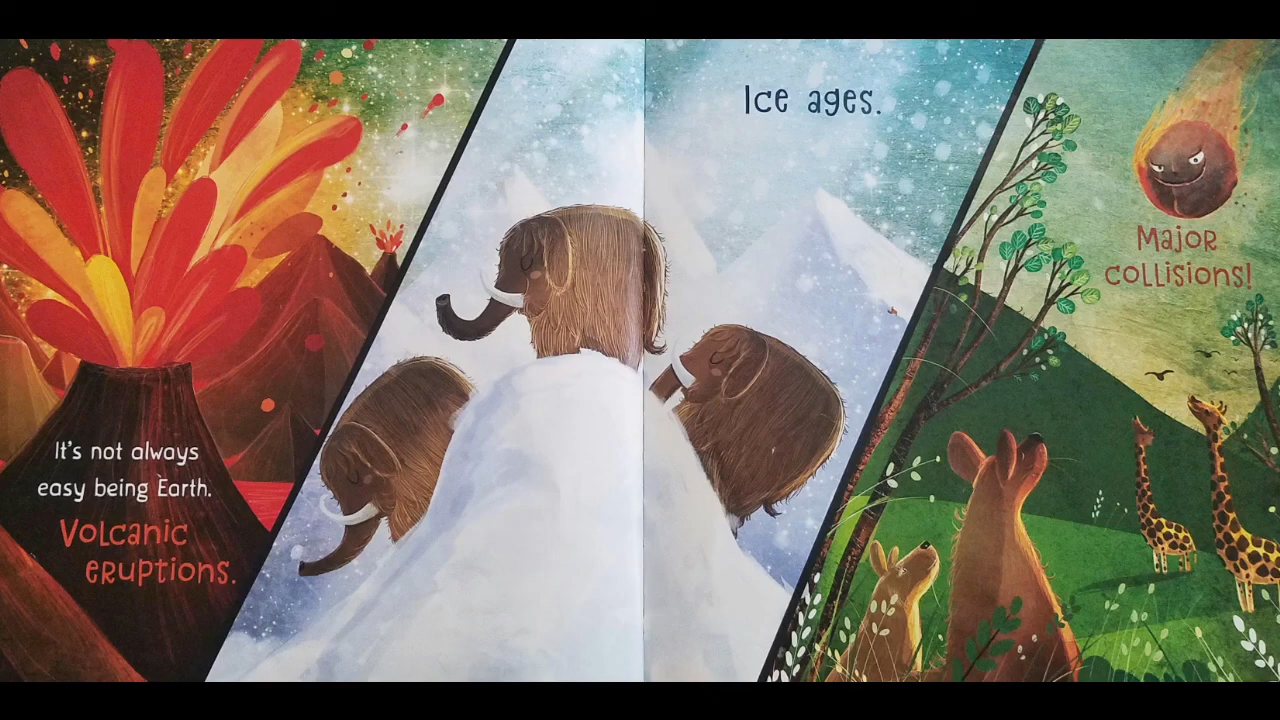 It's not always
easy being Earth.
Volcanic
eruptions.
Ice ages.
Major
collisions!